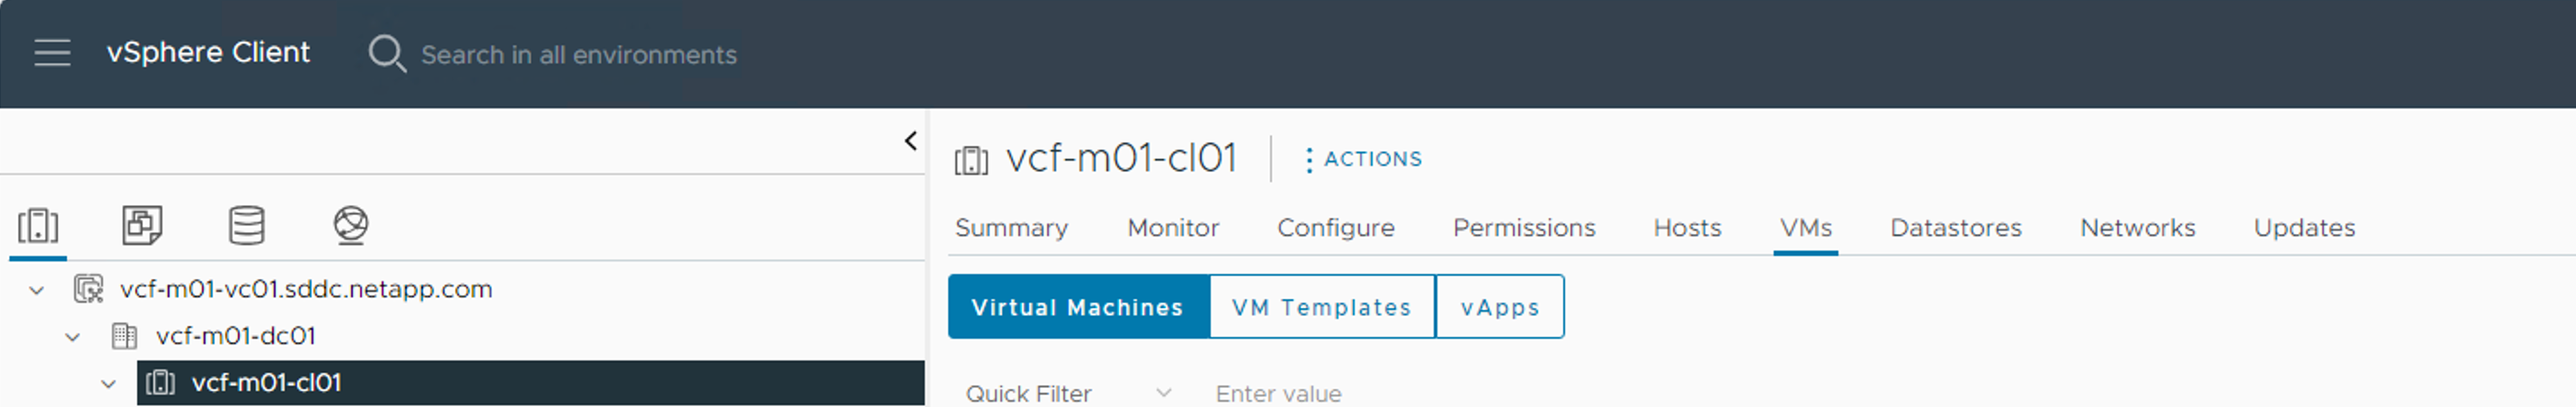 vSphere Client Search in all environments
vcf-m01-vc01.sddc.netapp.com
vcf-m01-dc01
vcf-m01-cl01
vcf-m01-cl01 ACTIONS
Summary Monitor Configure Permissions Hosts VMs Datastores Networks Updates
Virtual Machines VM Templates vApps
Quick Filter Enter value